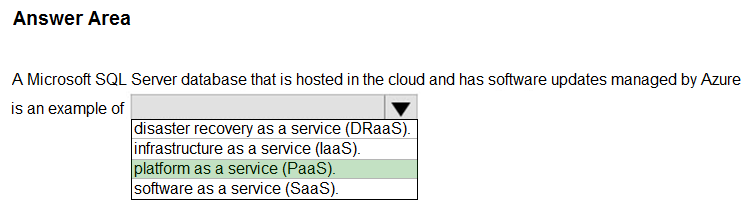 Answer Area
A Microsoft SQL Server database that is hosted in the cloud and has software updates managed by Azure
is an example of
disaster recovery as a service (DRaaS).
infrastructure as a service (IaaS).
platform as a service (PaaS).
software as a service (SaaS).